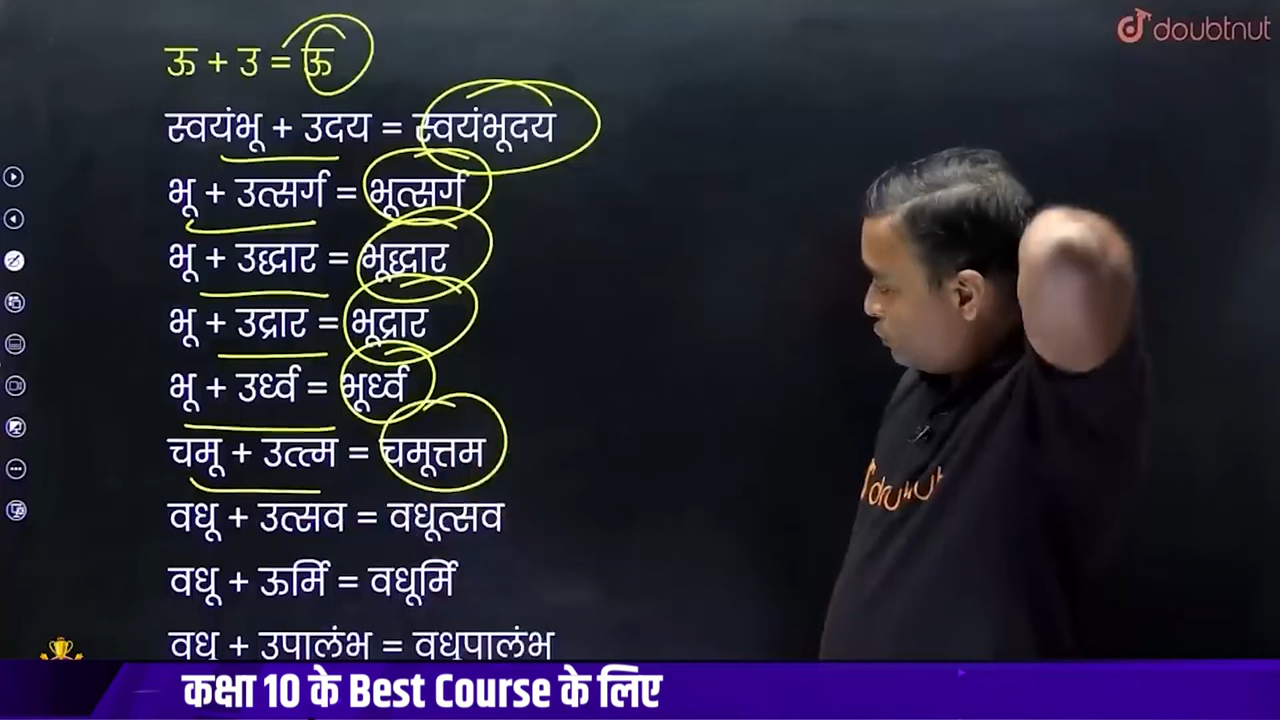 doubtnut
ऊ + उ = ऊ
स्वयंभू + उदय = स्वयंभूदय
भू + उत्सर्ग = भूत्सर्ग
भू + उद्धार = भूद्धार
भू + उद्रार = भूद्रार
भू + उर्ध्व = भूर्ध्व
चमू + उत्त्म = चमूत्तम
वधू + उत्सव = वधूत्सव
वधू + ऊर्मि = वधूर्मि
वधू + उपालंभ = वधूपालंभ
कक्षा 10 के Best Course के लिए